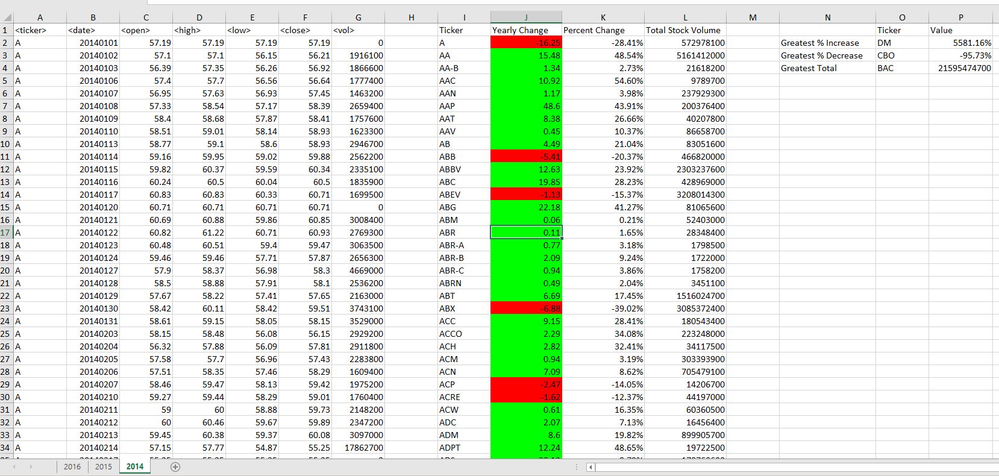 A B C D E F G H I J K L M N O P
1 <ticker> <date> <open> <high> <low> <close> <vol> Ticker Yearly Change Percent Change Total Stock Volume Ticker Value
2 A 20140101 57.19 57.19 57.19 57.19 0 A -16.25 -28.41% 572978100 Greatest % Increase DM 5581.16%
3 A 20140102 57.1 57.1 56.15 56.21 1916100 AA 15.48 48.54% 5161412000 Greatest % Decrease CBO -95.73%
4 A 20140103 56.39 57.35 56.26 56.92 1866600 AA-B 1.34 2.73% 21618200 Greatest Total BAC 21595474700
5 A 20140106 57.4 57.7 56.56 56.64 1777400 AAC 10.92 54.60% 9789700
6 A 20140107 56.95 57.63 56.93 57.45 1463200 AAN 1.17 3.98% 237929300
7 A 20140108 57.33 58.54 57.17 58.39 2659400 AAP 48.6 43.91% 200376400
8 A 20140109 58.4 58.68 57.87 58.41 1757600 AAT 8.38 26.66% 40207800
9 A 20140110 58.51 59.01 58.14 58.93 1623300 AAV 0.45 10.37% 86658700
10 A 20140113 58.77 59.1 58.6 58.93 2946700 AB 4.49 21.04% 83051600
11 A 20140114 59.16 59.95 59.02 59.88 2562200 ABB -5.41 -20.37% 466820000
12 A 20140115 59.82 60.37 59.59 60.34 2335100 ABBV 12.63 23.92% 2303237600
13 A 20140116 60.24 60.5 60.04 60.5 1835900 ABC 19.85 28.23% 428969000
14 A 20140117 60.83 60.83 60.33 60.71 1699500 ABEV -1.13 -15.37% 3208014300
15 A 20140120 60.71 60.71 60.71 60.71 0 ABG 22.18 41.27% 81065600
16 A 20140121 60.69 60.88 59.86 60.85 3008400 ABM 0.06 0.21% 52403000
17 A 20140122 60.82 61.22 60.71 60.93 2769300 ABR 0.11 1.65% 28348400
18 A 20140123 60.48 60.51 59.4 59.47 3063500 ABR-A 0.77 3.18% 1798500
19 A 20140124 59.46 59.46 57.71 57.87 2656300 ABR-B 2.09 9.24% 1722000
20 A 20140127 57.9 58.37 56.98 58.3 4669000 ABR-C 0.94 3.86% 1758200
21 A 20140128 58.5 58.88 57.91 58.1 2536200 ABRN 0.49 2.04% 3451100
22 A 20140129 57.67 58.22 57.41 57.65 2163000 ABT 6.69 17.45% 1516024700
23 A 20140130 58.42 60.11 58.42 59.51 3743100 ABX -6.88 -39.02% 3085372400
24 A 20140131 58.61 59.15 58.05 58.15 3529000 ACC 9.15 28.41% 180543400
25 A 20140203 58.15 58.48 56.08 56.15 2929200 ACCO 2.29 34.08% 223248000
26 A 20140204 56.32 57.88 56.09 57.81 2911800 ACH 2.82 32.41% 34117500
27 A 20140205 57.58 57.7 56.96 57.43 2283800 ACM 0.94 3.19% 303393900
28 A 20140206 57.51 58.35 57.46 58.29 1609400 ACN 7.09 8.62% 705479100
29 A 20140207 58.46 59.47 58.13 59.42 1975200 ACP -2.47 -14.05% 14206700
30 A 20140210 59.27 59.44 58.29 59.01 1760400 ACRE -1.62 -12.37% 44197000
31 A 20140211 59 60 58.88 59.73 2148200 ACW 0.61 16.35% 60360500
32 A 20140212 60 60.46 59.67 59.89 2347200 ADC 2.07 7.13% 16456400
33 A 20140213 59.45 60.38 59.37 60.08 3097000 ADM 8.6 19.82% 899905700
34 A 20140214 57.15 57.77 54.87 55.25 17862700 ADPT 12.24 48.65% 19722500
2016 2015 2014